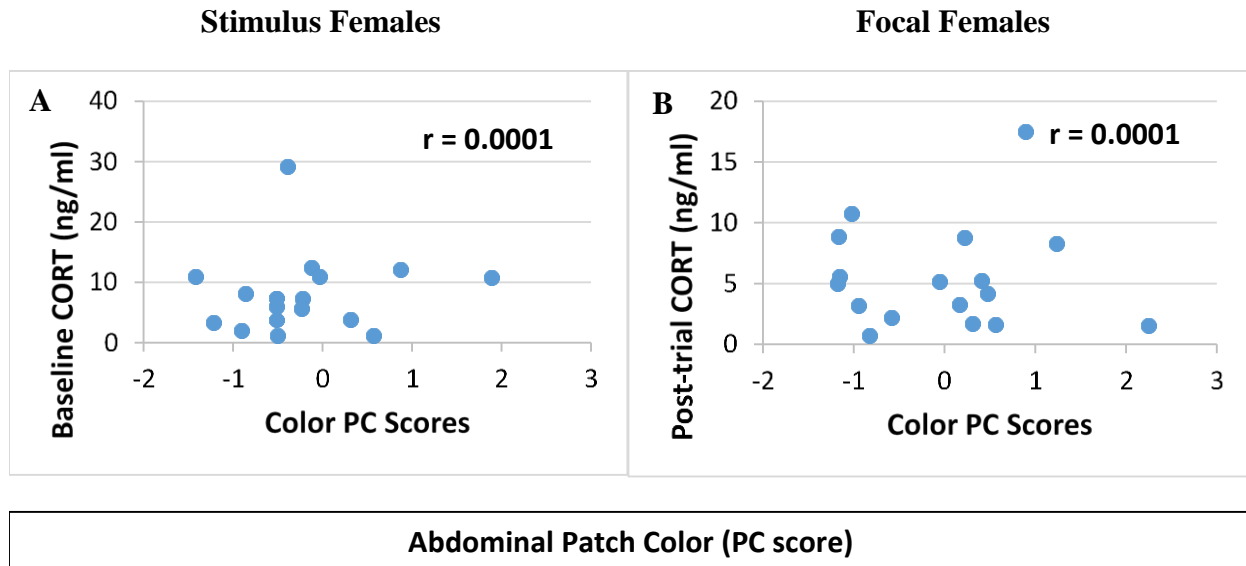 Stimulus Females
Focal Females
A
40
30
20
10
0
-2 -1 0 1 2 3
Baseline CORT (ng/ml)
Color PC Scores
r = 0.0001
B
20
15
10
5
0
-2 -1 0 1 2 3
Post-trial CORT (ng/ml)
Color PC Scores
r = 0.0001
Abdominal Patch Color (PC score)